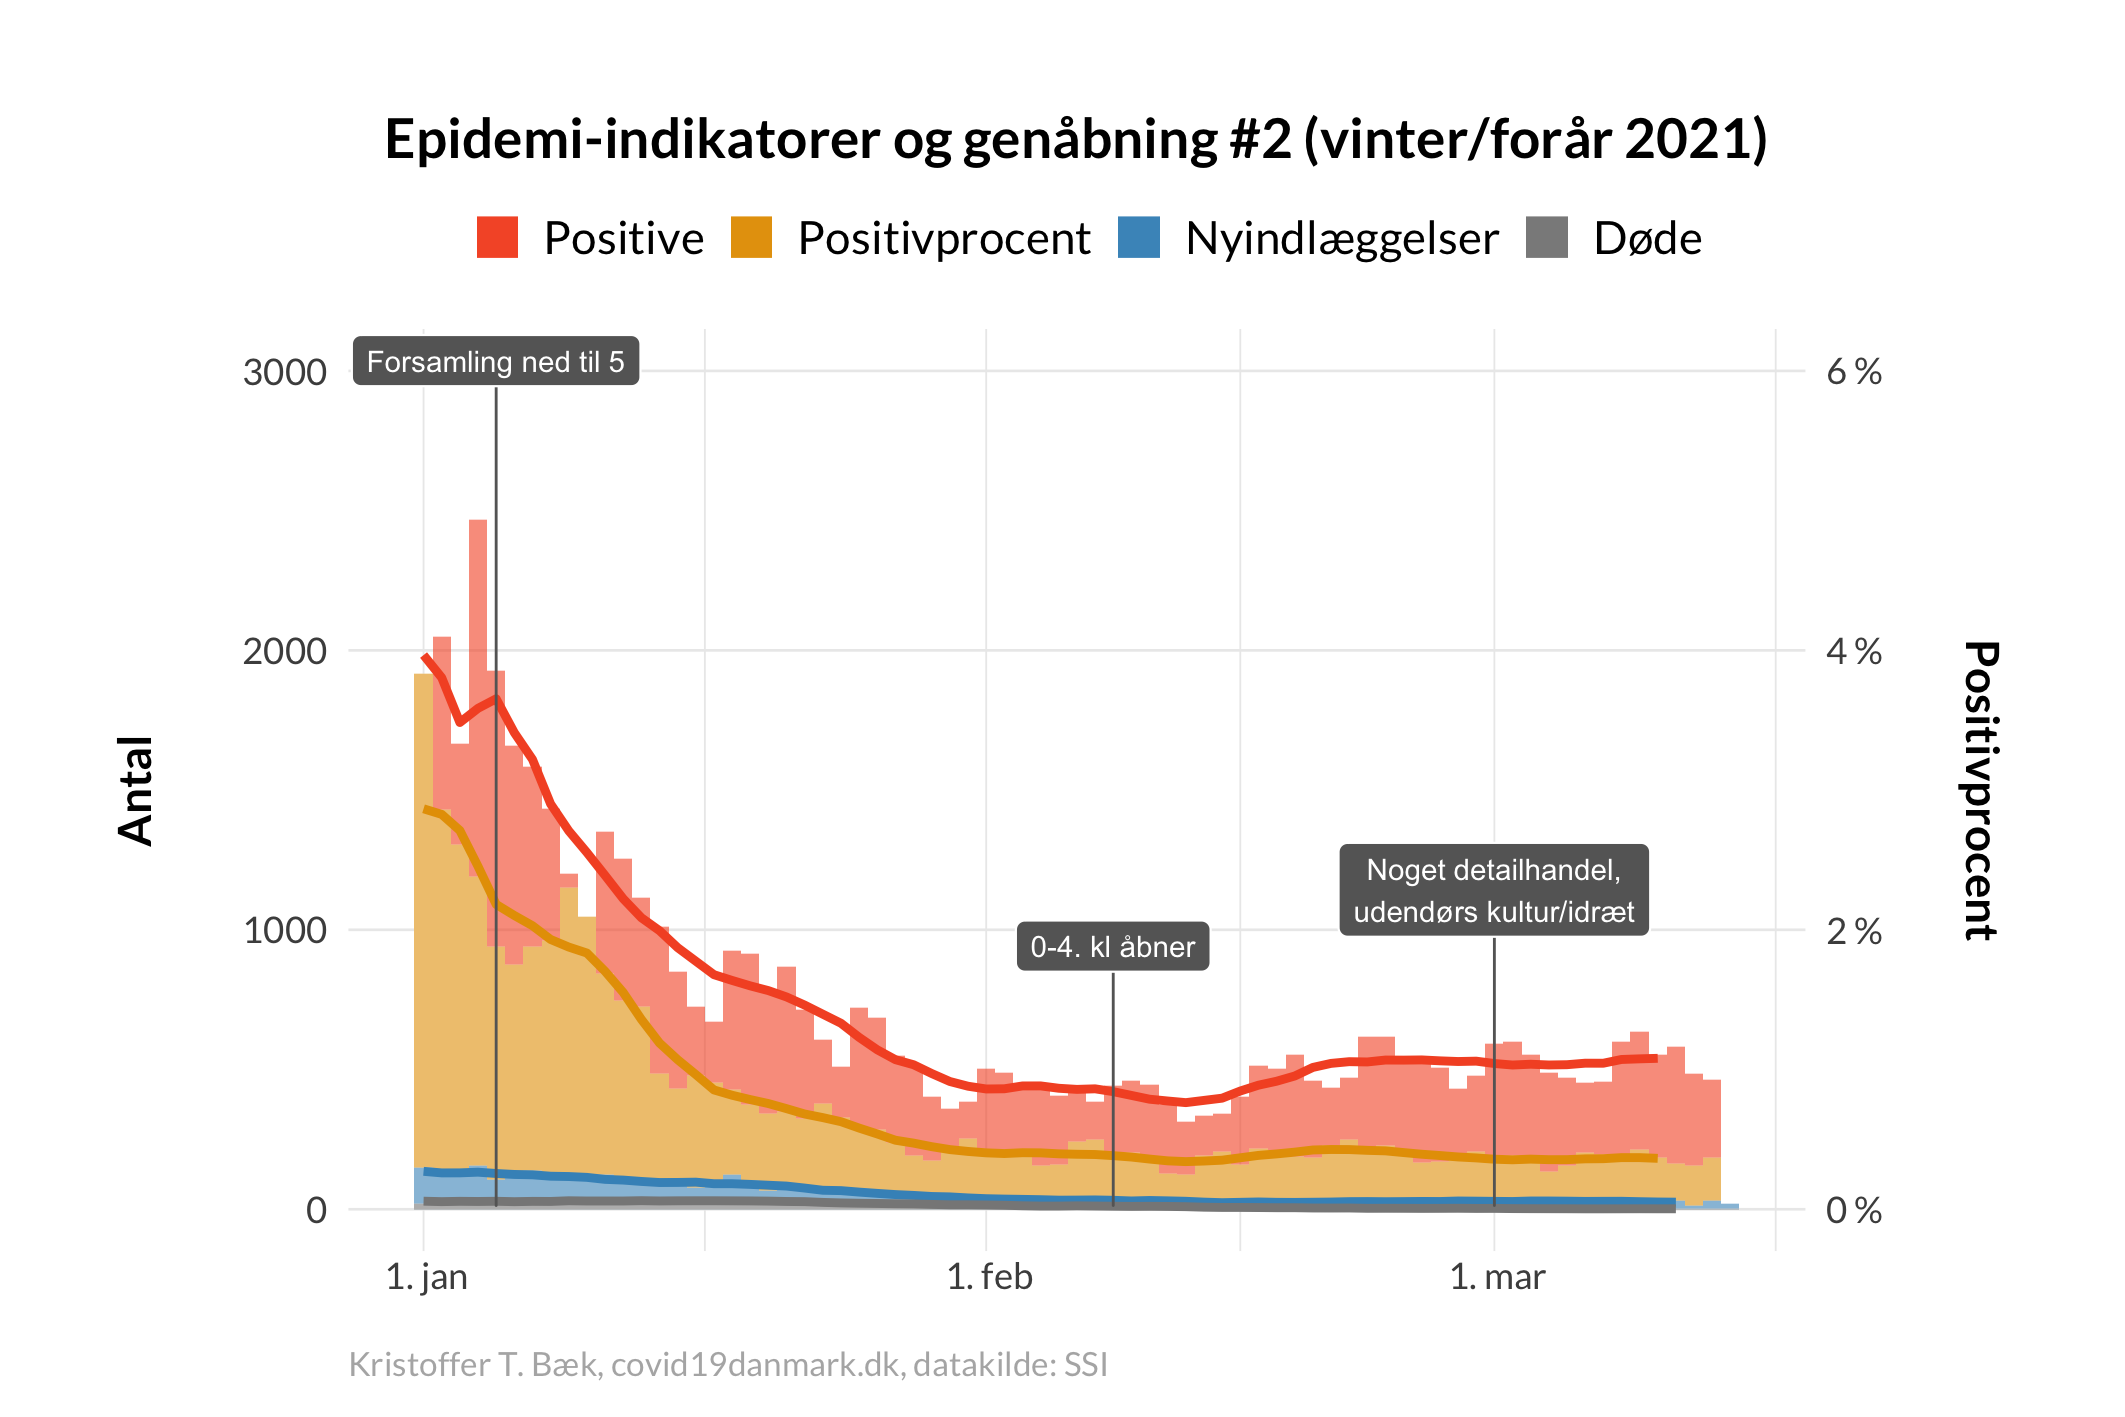 Epidemi-indikatorer og genåbning #2 (vinter/forår 2021)
Positive
Positivprocent
Nyindlæggelser
Døde
Forsamling ned til 5
3000
6 %
2000
4 %
Antal
Positivprocent
Noget detailhandel,
udendørs kultur/idræt
1000
2 %
0-4. kl åbner
0
0 %
1. jan
1. feb
1. mar
Kristoffer T. Bæk, covid19danmark.dk, datakilde: SSI